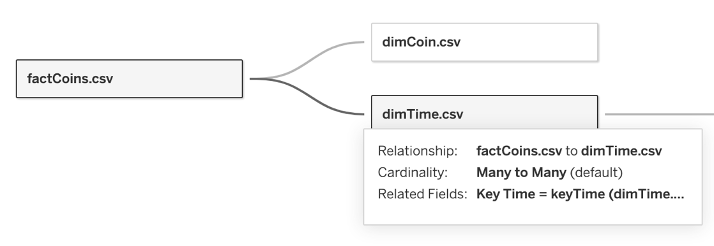 dimCoin.csv
factCoins.csv
dimTime.csv
Relationship: factCoins.csv to dimTime.csv
Cardinality: Many to Many (default)
Related Fields: Key Time = keyTime (dimTime....